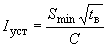 I_уст ≥ (S_min √t_в) / C